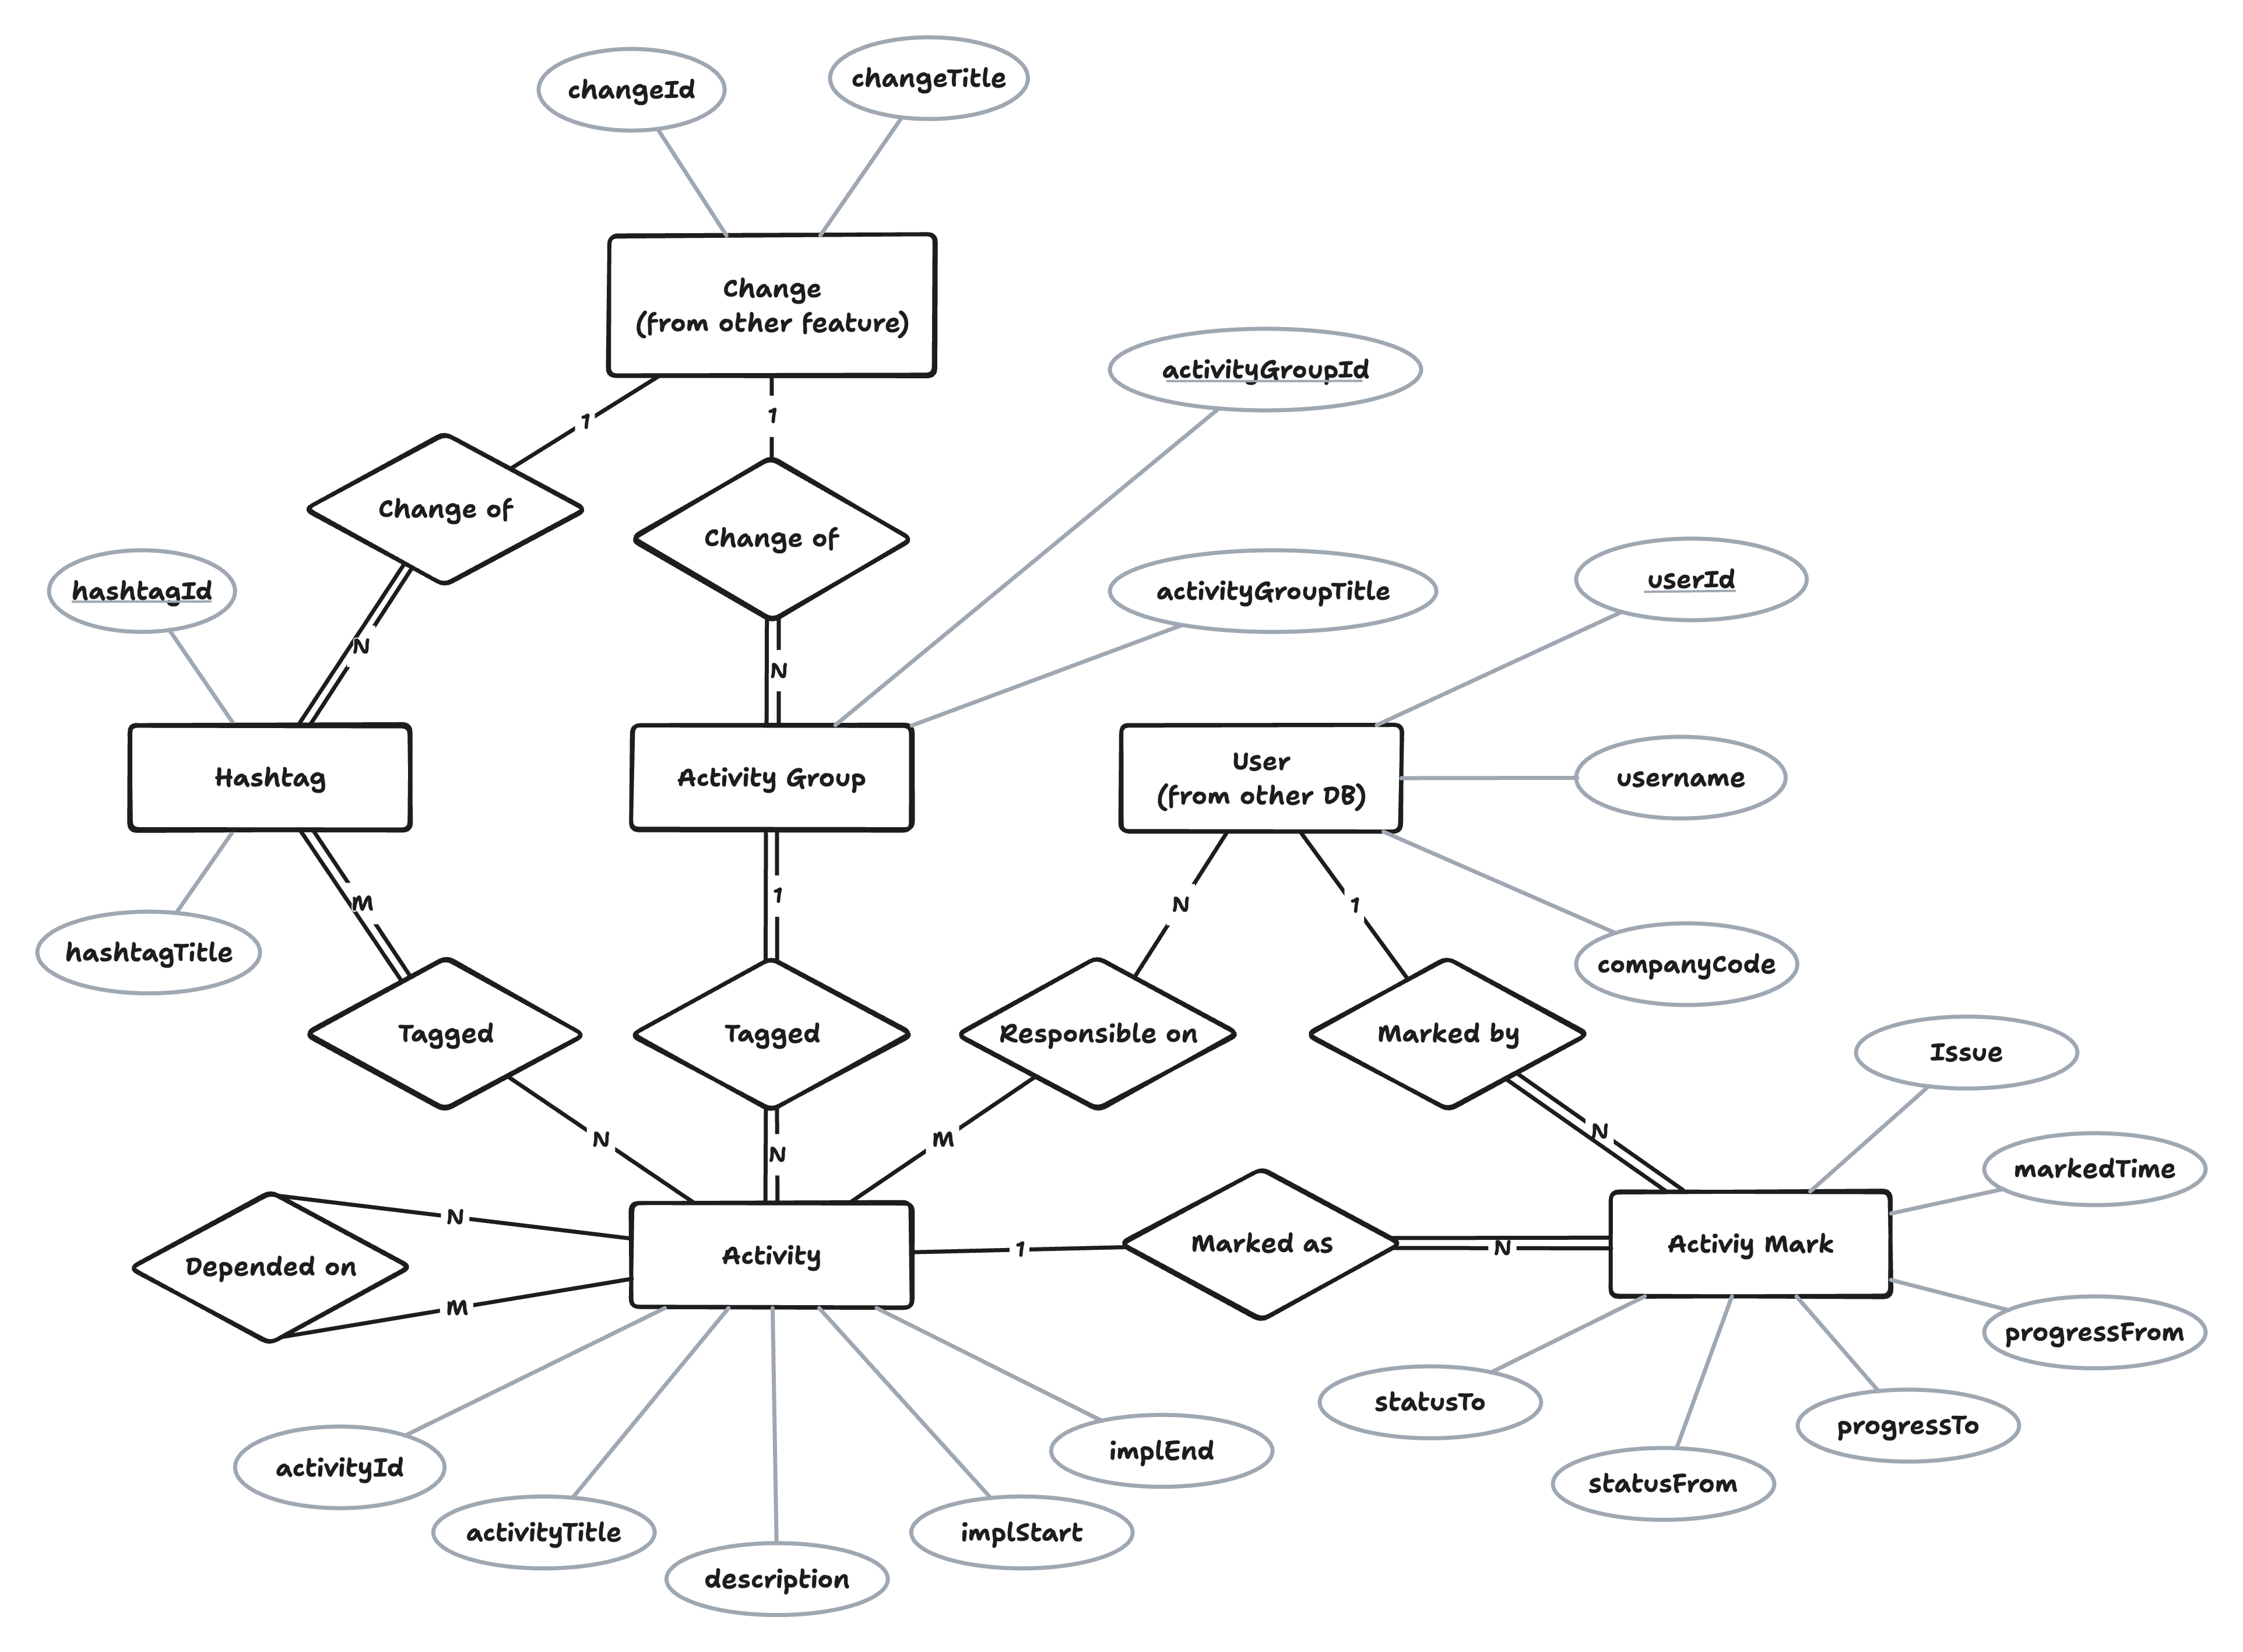 changeId
changeTitle
Change
(from other feature)
1
1
activityGroupId
Change of
Change of
hashtagId
activityGroupTitle
userId
N
N
Hashtag
Activity Group
User
(from other DB)
username
M
1
N
1
hashtagTitle
companyCode
Tagged
Tagged
Responsible on
Marked by
Issue
N
N
M
N
markedTime
N
Depended on
Activity
1
Marked as
N
Activiy Mark
M
progressFrom
statusTo
progressTo
activityId
implEnd
statusFrom
activityTitle
implStart
description